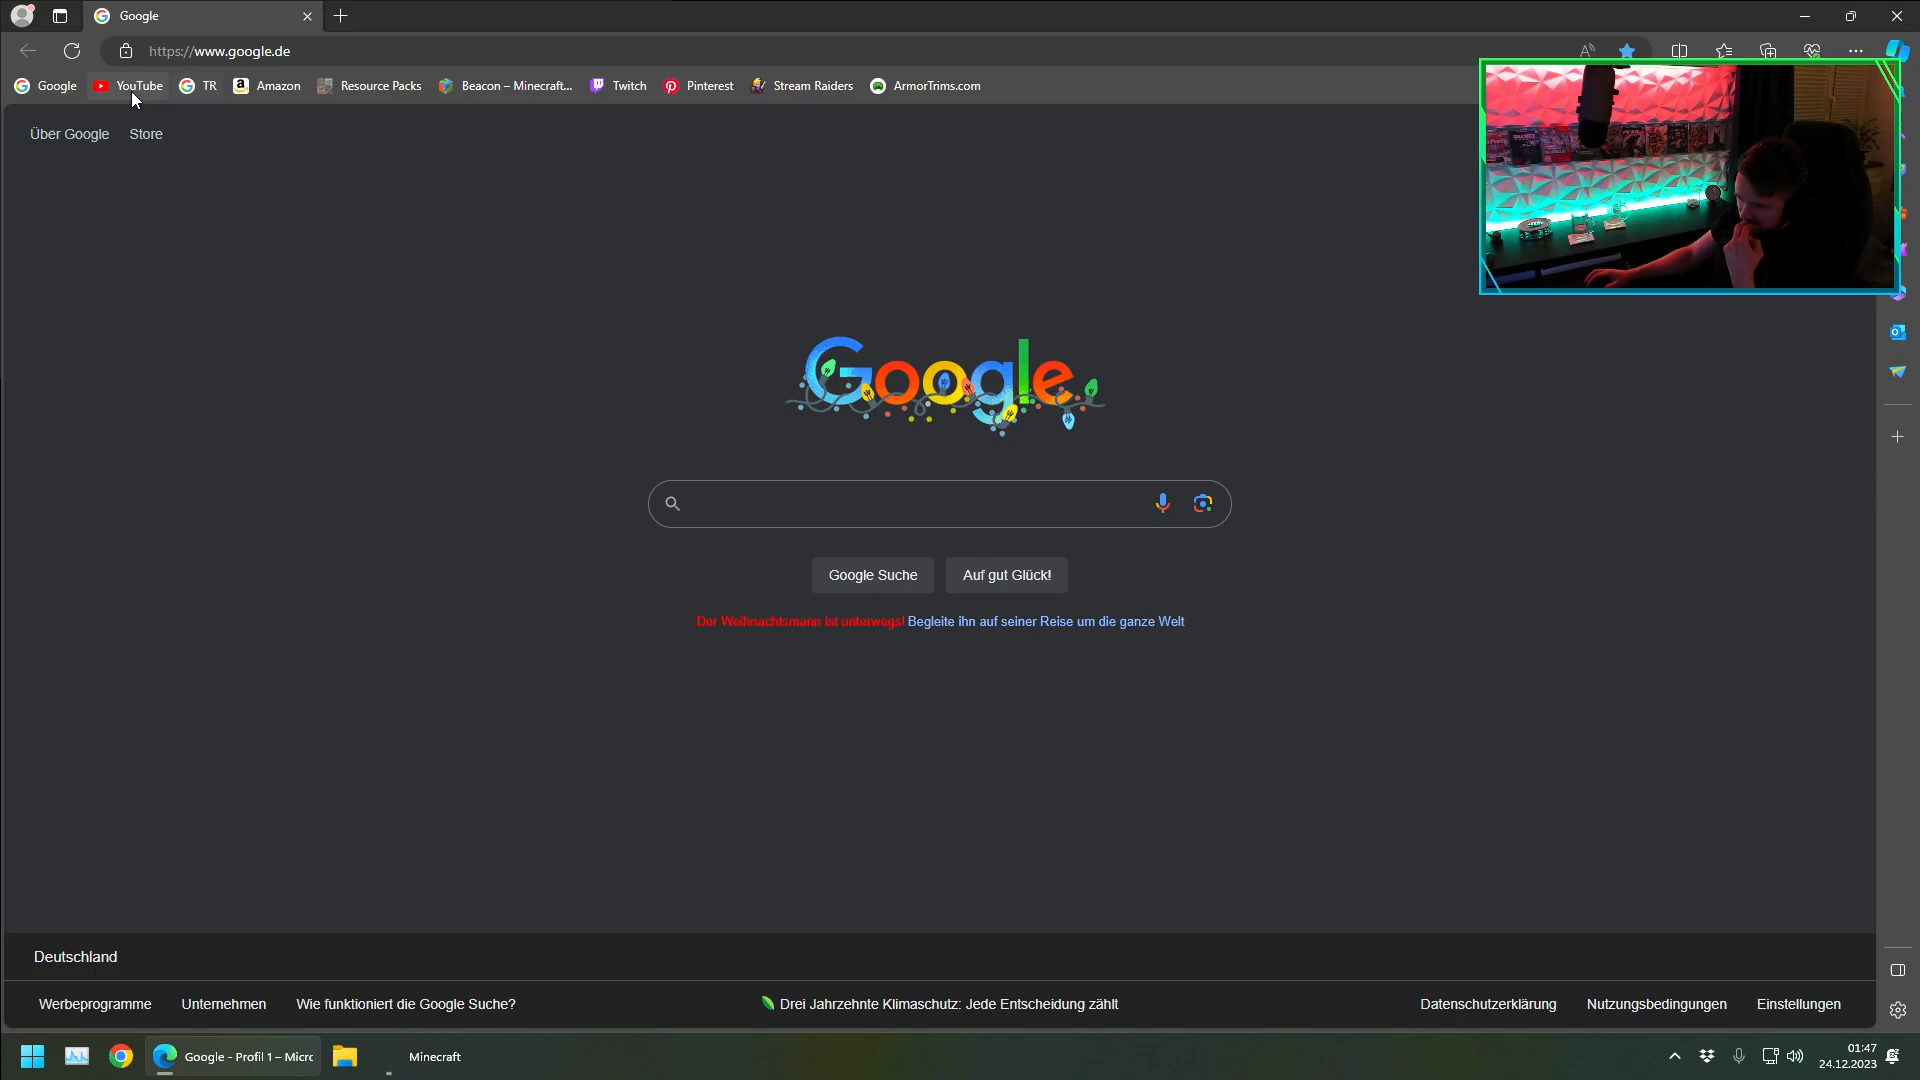 Google
https://www.google.de
Google YouTube TR Amazon Resource Packs Beacon – Minecraft... Twitch Pinterest Stream Raiders ArmorTrims.com
Über Google Store
Google
Google Suche Auf gut Glück!
Der Weihnachtsmann ist unterwegs! Begleite ihn auf seiner Reise um die ganze Welt
Deutschland
Werbeprogramme Unternehmen Wie funktioniert die Google Suche? Drei Jahrzehnte Klimaschutz: Jede Entscheidung zählt Datenschutzerklärung Nutzungsbedingungen Einstellungen
Google - Profil 1 – Micr Minecraft
01:47
24.12.2023